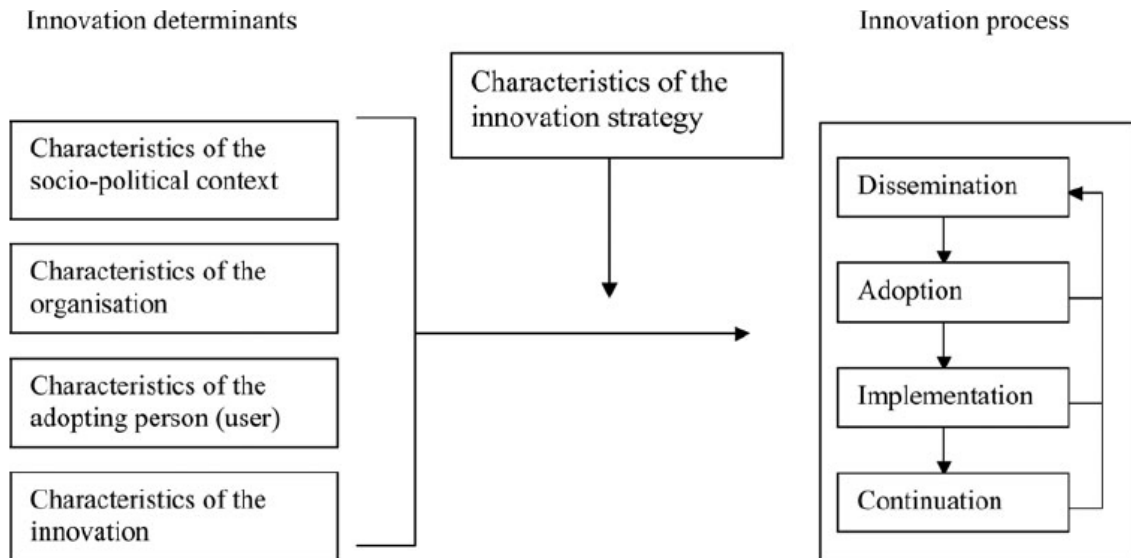 Innovation determinants
Innovation process
Characteristics of the
innovation strategy
Characteristics of the
socio-political context
Characteristics of the
organisation
Characteristics of the
adopting person (user)
Characteristics of the
innovation
Dissemination
Adoption
Implementation
Continuation